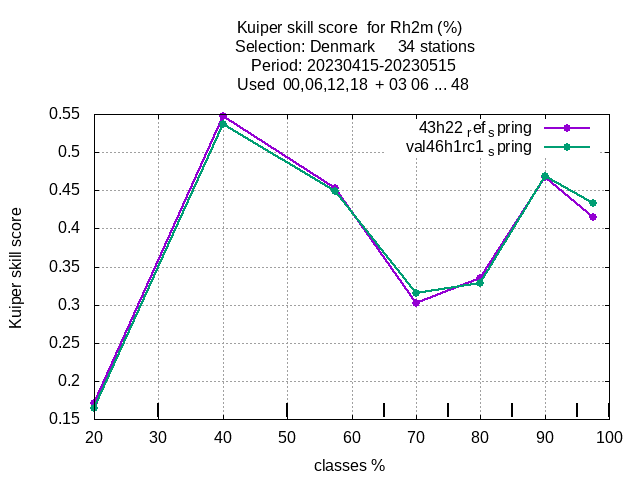 Kuiper skill score  for Rh2m (%)
Selection: Denmark     34 stations
Period: 20230415-20230515
Used  00,06,12,18  + 03 06 ... 48
43h22 ref spring
val46h1rc1 spring
0.55
0.5
0.45
0.4
0.35
0.3
0.25
0.2
0.15
Kuiper skill score
20 30 40 50 60 70 80 90 100
classes %